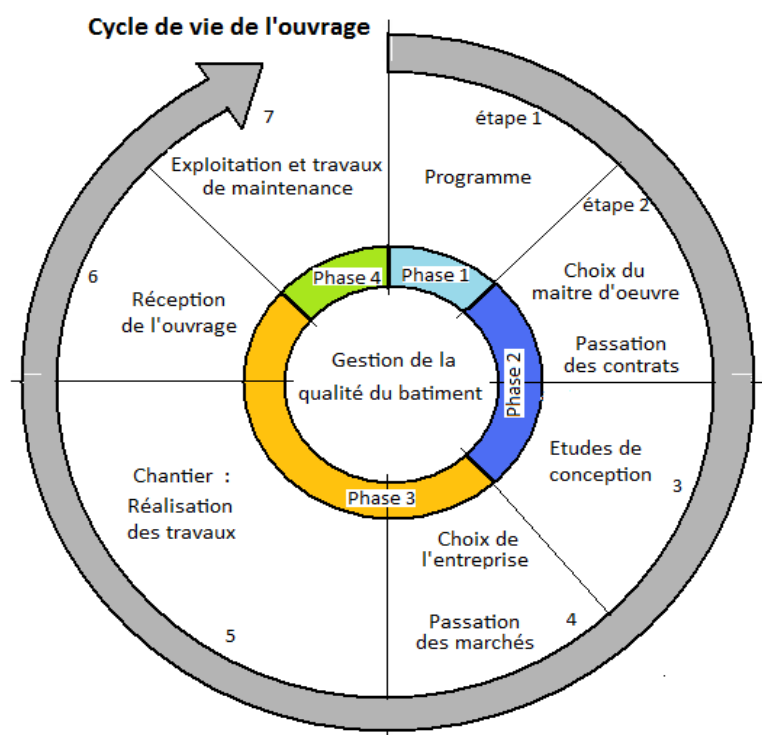 Cycle de vie de l'ouvrage
étape 1
Programme
étape 2
Choix du
maitre d'oeuvre
Passation
des contrats
Etudes de
conception
3
Choix de
l'entreprise
Passation
des marchés
4
Chantier :
Réalisation
des travaux
5
6
Réception
de l'ouvrage
7
Exploitation et travaux
de maintenance
Phase 1
Phase 2
Phase 3
Phase 4
Gestion de la
qualité du batiment